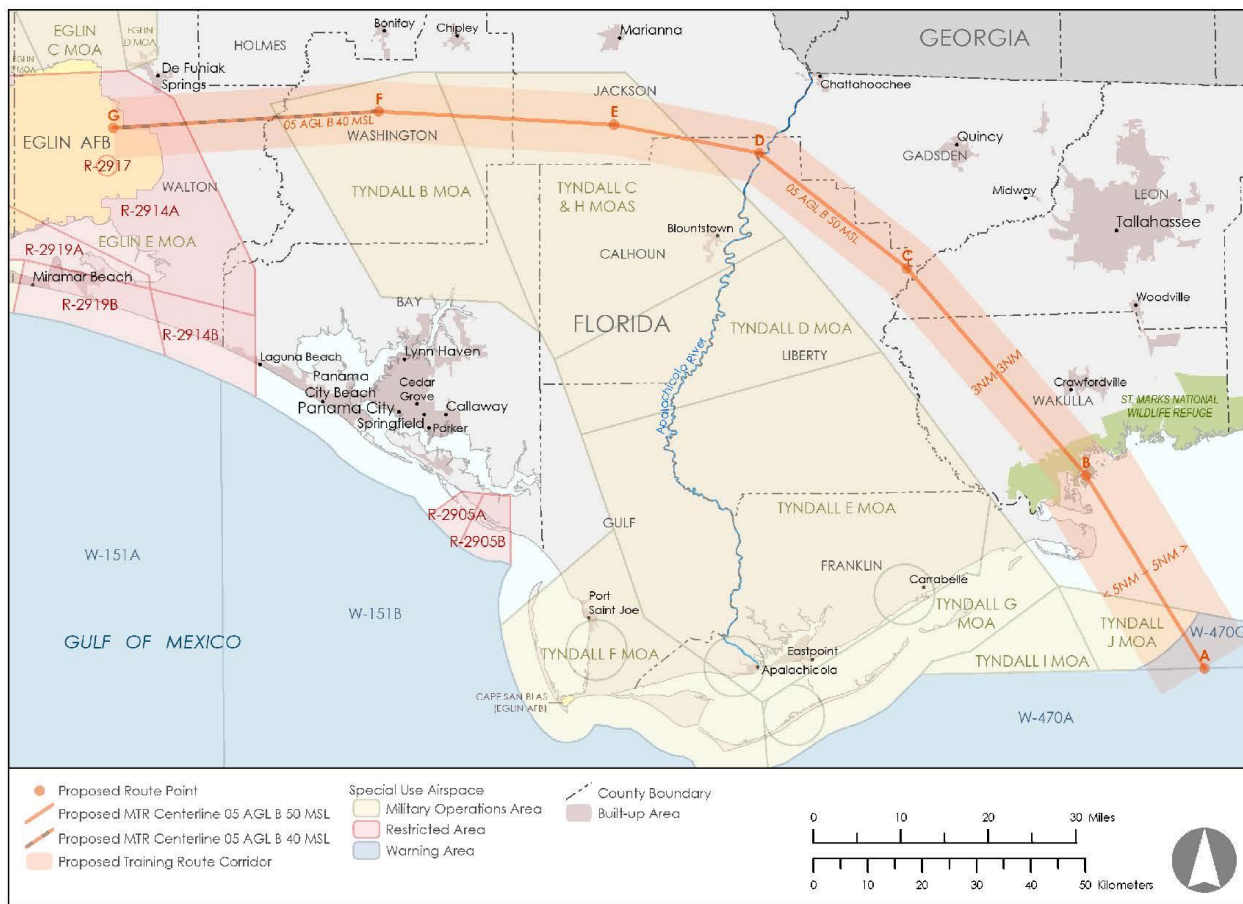 EGLIN
C MOA
EGLIN
D MOA
HOLMES
Bonifay
Chipley
Marianna
GEORGIA
De Funiak
Springs
JACKSON
Chattahoochee
G
F
E
D
05 AGL B 40 MSL
WASHINGTON
EGLIN AFB
R-2917
WALTON
Quincy
GADSDEN
Midway
LEON
Tallahassee
TYNDALL B MOA
TYNDALL C
& H MOAS
R-2914A
EGLIN E MOA
R-2919A
05 AGL B 50 MSL
Blountstown
CALHOUN
C
Miramar Beach
R-2919B
R-2914B
BAY
FLORIDA
TYNDALL D MOA
LIBERTY
Woodville
Laguna Beach
Lynn Haven
Panama
City Beach
Cedar
Grove
Panama City
Callaway
Springfield
Parker
Apalachicola River
3NM
3NM
Crawfordville
WAKULLA
ST. MARKS NATIONAL
WILDLIFE REFUGE
B
R-2905A
R-2905B
GULF
TYNDALL E MOA
W-151A
W-151B
FRANKLIN
Carrabelle
< 5NM – 5NM >
Port
Saint Joe
TYNDALL G
MOA
TYNDALL
J MOA
W-470G
GULF OF MEXICO
TYNDALL F MOA
Eastpoint
Apalachicola
TYNDALL I MOA
A
CAPE SAN BLAS
(EGLIN AFB)
W-470A
Proposed Route Point
Proposed MTR Centerline 05 AGL B 50 MSL
Proposed MTR Centerline 05 AGL B 40 MSL
Proposed Training Route Corridor
Special Use Airspace
Military Operations Area
Restricted Area
Warning Area
County Boundary
Built-up Area
0 10 20 30 Miles
0 10 20 30 40 50 Kilometers